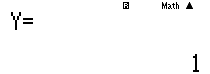 R Math ▲
Y=
1